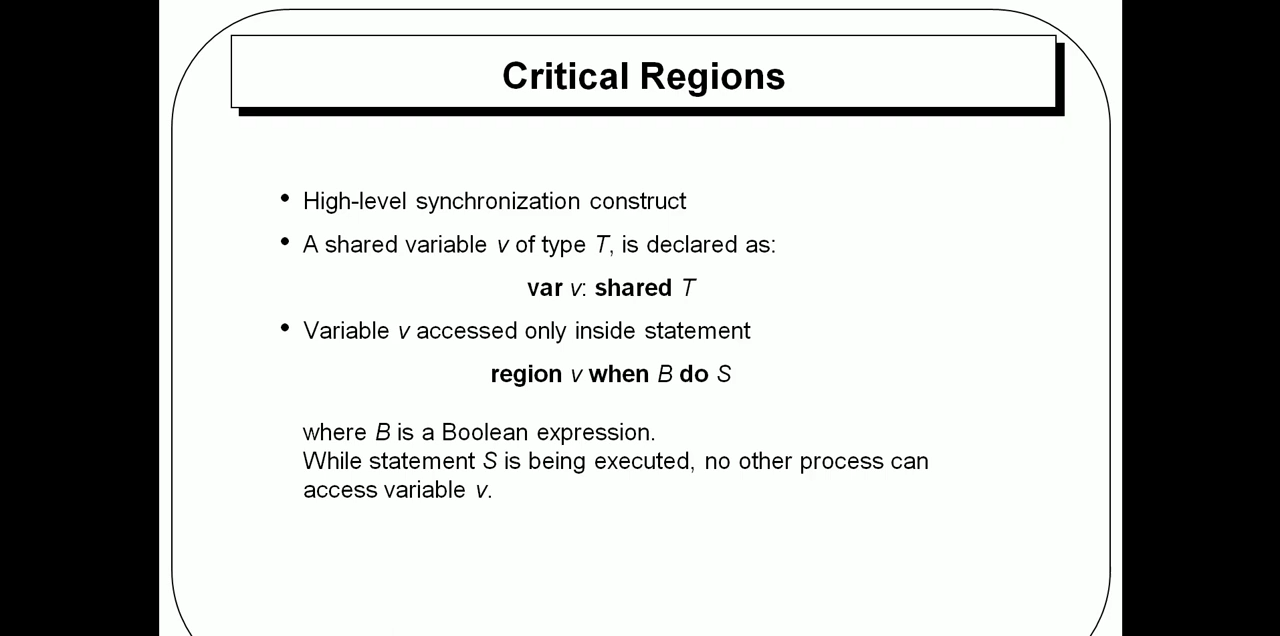 Critical Regions
• High-level synchronization construct
• A shared variable v of type T, is declared as:
var v: shared T
• Variable v accessed only inside statement
region v when B do S
where B is a Boolean expression.
While statement S is being executed, no other process can
access variable v.